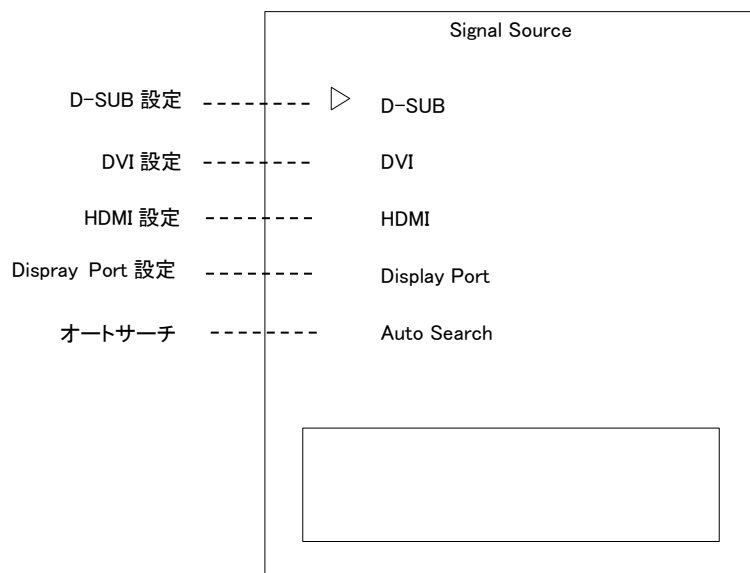 Signal Source
D-SUB 設定 D-SUB
DVI 設定 DVI
HDMI 設定 HDMI
Dispray Port 設定 Display Port
オートサーチ Auto Search